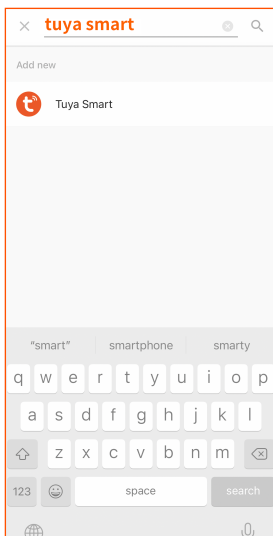 tuya smart
Add new
Tuya Smart
“smart” smartphone smarty
q w e r t y u i o p
a s d f g h j k l
z x c v b n m
123 space search